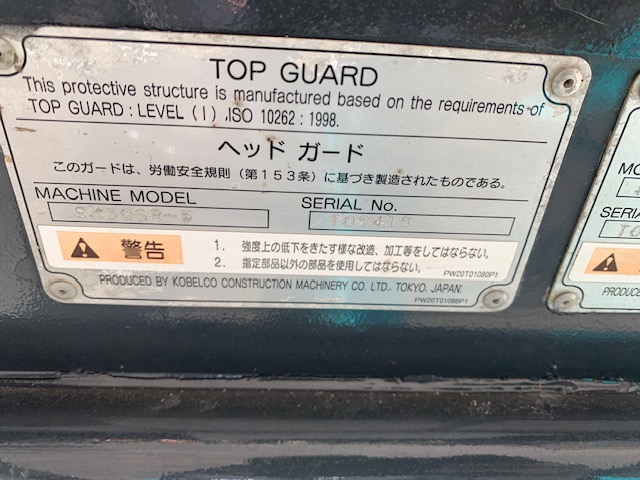 TOP GUARD
This protective structure is manufactured based on the requirements of
TOP GUARD : LEVEL (I) ,ISO 10262 : 1998.
ヘッド ガード
このガードは、労働安全規則(第153条)に基づき製造されたものである。
MACHINE MODEL
SERIAL No.
警告
1. 強度上の低下をきたす様な改造、加工等をしてはならない。
2. 指定部品以外の部品を使用してはならない。
PW20T01080P1
PRODUCED BY KOBELCO CONSTRUCTION MACHINERY CO. LTD., TOKYO, JAPAN.
PW20T01088P1
MO
SERI
TO
PRODUCE